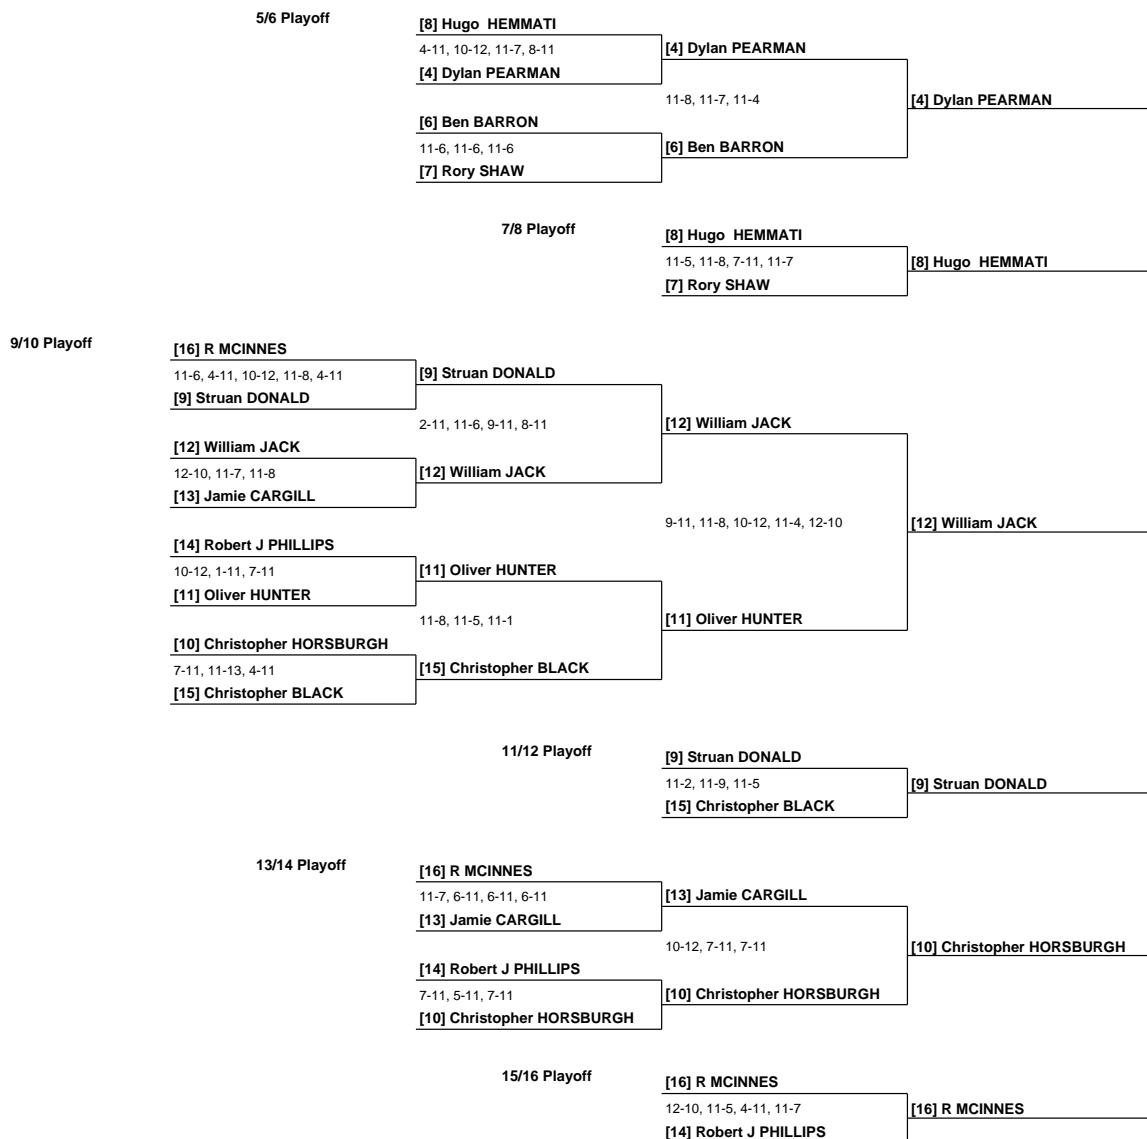 5/6 Playoff
[8] Hugo  HEMMATI
4-11, 10-12, 11-7, 8-11
[4] Dylan PEARMAN
[4] Dylan PEARMAN
11-8, 11-7, 11-4
[4] Dylan PEARMAN
[6] Ben BARRON
11-6, 11-6, 11-6
[6] Ben BARRON
[7] Rory SHAW
7/8 Playoff
[8] Hugo  HEMMATI
11-5, 11-8, 7-11, 11-7
[8] Hugo  HEMMATI
[7] Rory SHAW
9/10 Playoff
[16] R MCINNES
11-6, 4-11, 10-12, 11-8, 4-11
[9] Struan DONALD
[9] Struan DONALD
2-11, 11-6, 9-11, 8-11
[12] William JACK
[12] William JACK
12-10, 11-7, 11-8
[12] William JACK
[13] Jamie CARGILL
9-11, 11-8, 10-12, 11-4, 12-10
[12] William JACK
[14] Robert J PHILLIPS
10-12, 1-11, 7-11
[11] Oliver HUNTER
[11] Oliver HUNTER
11-8, 11-5, 11-1
[11] Oliver HUNTER
[10] Christopher HORSBURGH
7-11, 11-13, 4-11
[15] Christopher BLACK
[15] Christopher BLACK
11/12 Playoff
[9] Struan DONALD
11-2, 11-9, 11-5
[9] Struan DONALD
[15] Christopher BLACK
13/14 Playoff
[16] R MCINNES
11-7, 6-11, 6-11, 6-11
[13] Jamie CARGILL
[13] Jamie CARGILL
10-12, 7-11, 7-11
[10] Christopher HORSBURGH
[14] Robert J PHILLIPS
7-11, 5-11, 7-11
[10] Christopher HORSBURGH
[10] Christopher HORSBURGH
15/16 Playoff
[16] R MCINNES
12-10, 11-5, 4-11, 11-7
[16] R MCINNES
[14] Robert J PHILLIPS